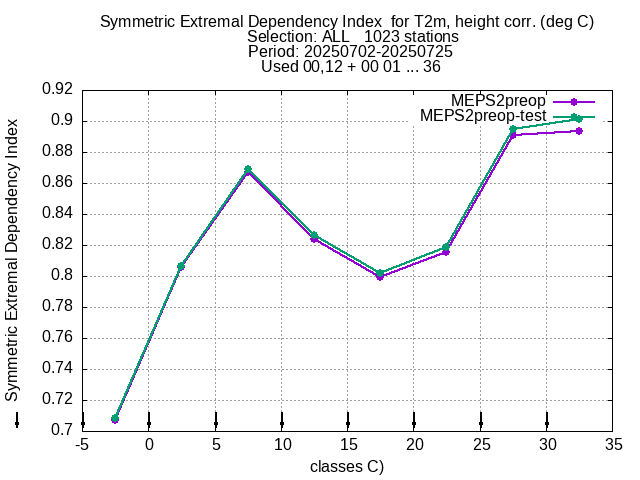 Symmetric Extremal Dependency Index  for T2m, height corr. (deg C)
Selection: ALL   1023 stations
Period: 20250702-20250725
Used 00,12 + 00 01 ... 36
MEPS2preop
MEPS2preop-test
Symmetric Extremal Dependency Index
0.92
0.9
0.88
0.86
0.84
0.82
0.8
0.78
0.76
0.74
0.72
0.7
-5 0 5 10 15 20 25 30 35
classes C)